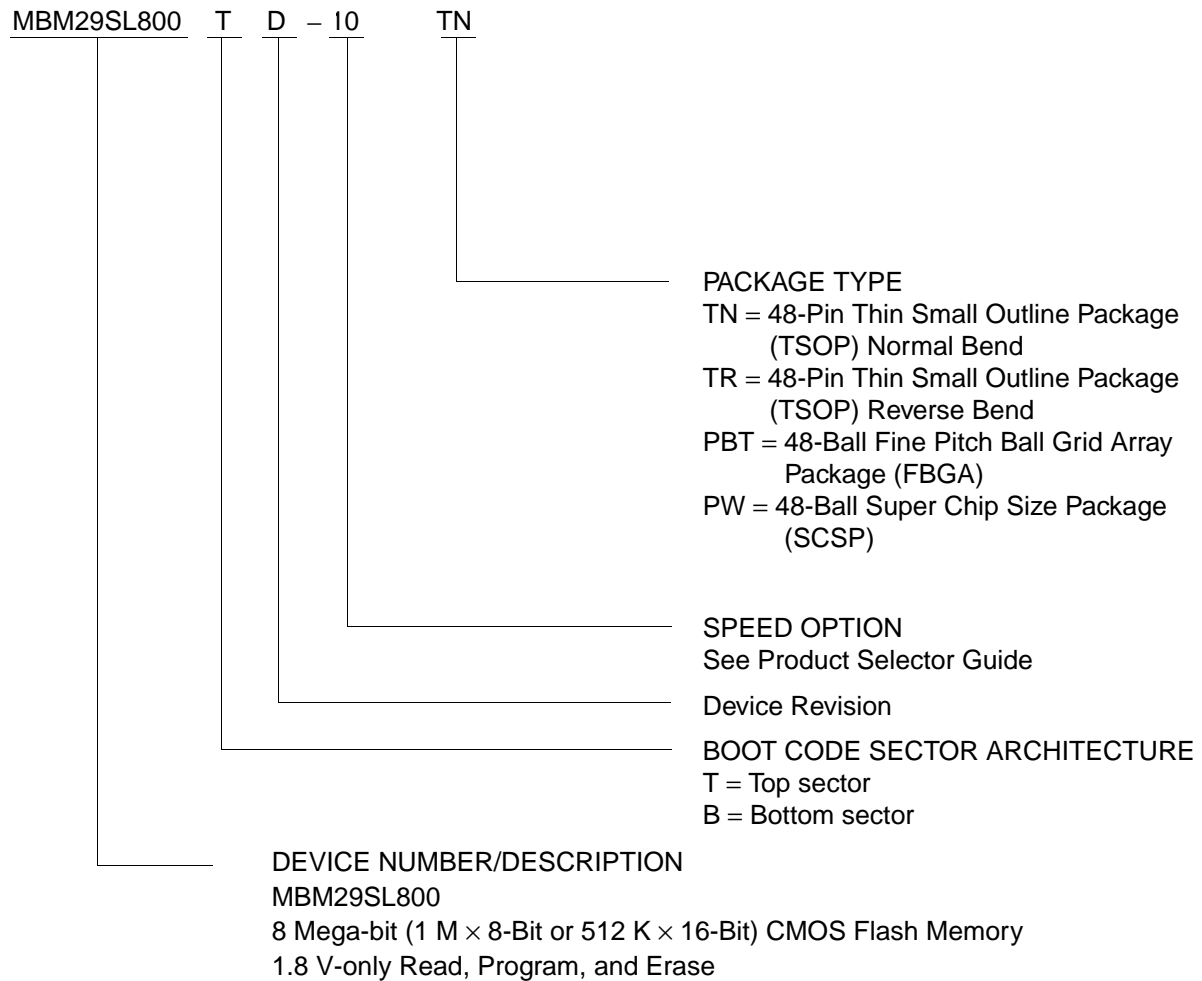 MBM29SL800 T D – 10 TN
PACKAGE TYPE
TN = 48-Pin Thin Small Outline Package
(TSOP) Normal Bend
TR = 48-Pin Thin Small Outline Package
(TSOP) Reverse Bend
PBT = 48-Ball Fine Pitch Ball Grid Array
Package (FBGA)
PW = 48-Ball Super Chip Size Package
(SCSP)
SPEED OPTION
See Product Selector Guide
Device Revision
BOOT CODE SECTOR ARCHITECTURE
T = Top sector
B = Bottom sector
DEVICE NUMBER/DESCRIPTION
MBM29SL800
8 Mega-bit (1 M × 8-Bit or 512 K × 16-Bit) CMOS Flash Memory
1.8 V-only Read, Program, and Erase